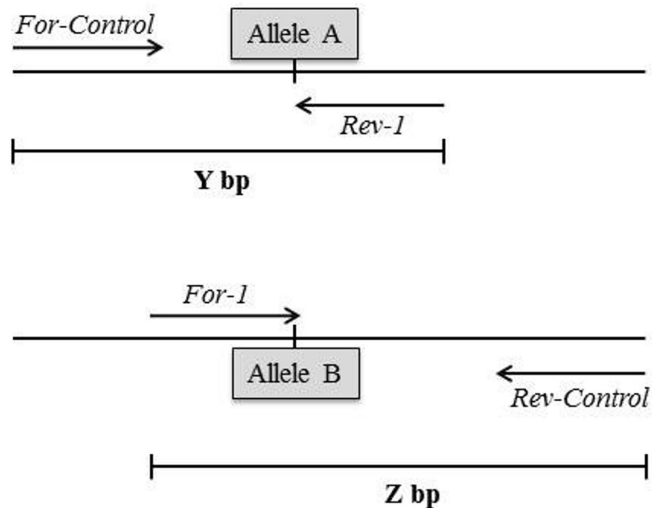 For-Control
Allele A
Rev-1
Y bp
For-1
Allele B
Rev-Control
Z bp